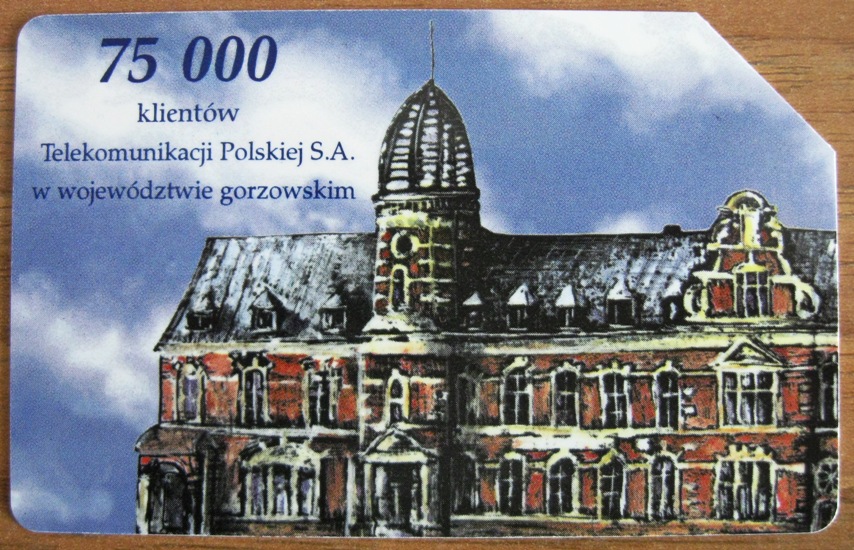 75 000
klientów
Telekomunikacji Polskiej S.A.
w województwie gorzowskim